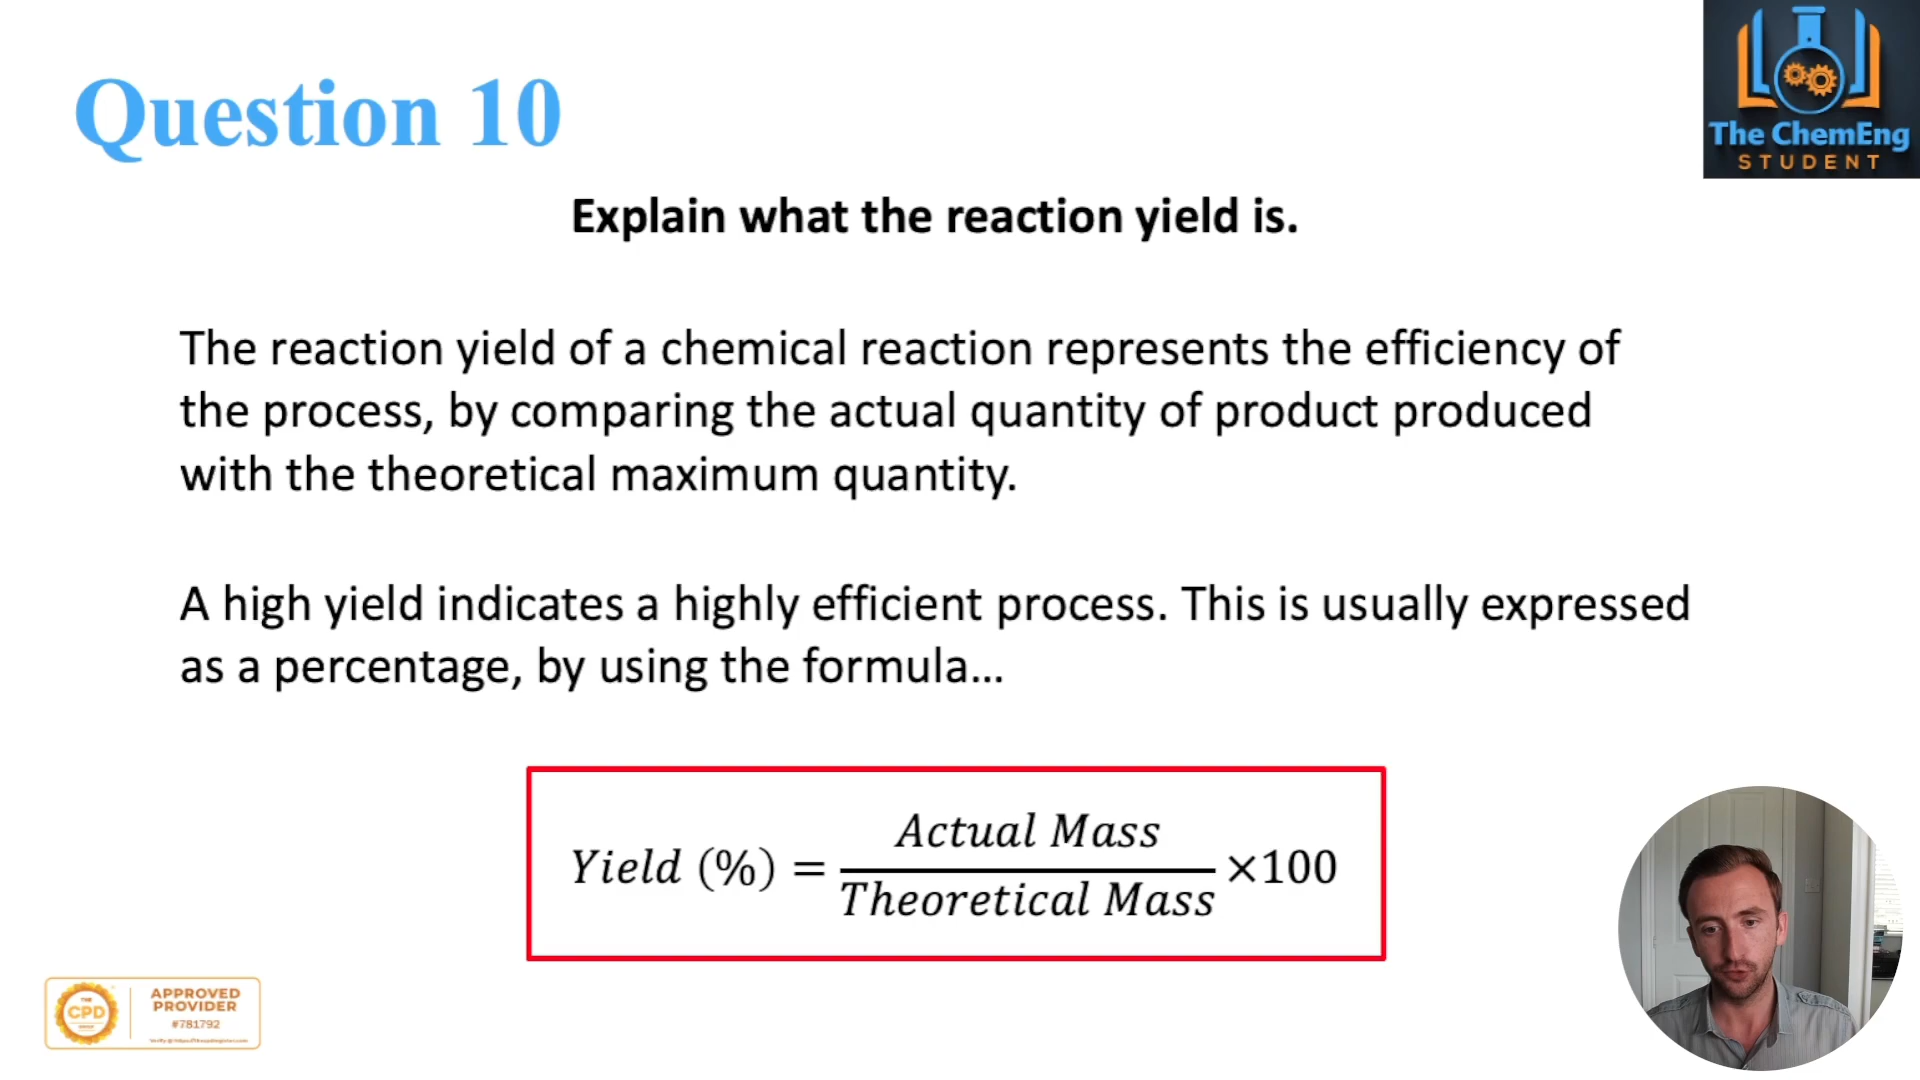 Question 10
The ChemEng
STUDENT
Explain what the reaction yield is.
The reaction yield of a chemical reaction represents the efficiency of
the process, by comparing the actual quantity of product produced
with the theoretical maximum quantity.
A high yield indicates a highly efficient process. This is usually expressed
as a percentage, by using the formula…
Yield (%) = Actual Mass / Theoretical Mass ×100
THE
CPD
GROUP
APPROVED
PROVIDER
#781792